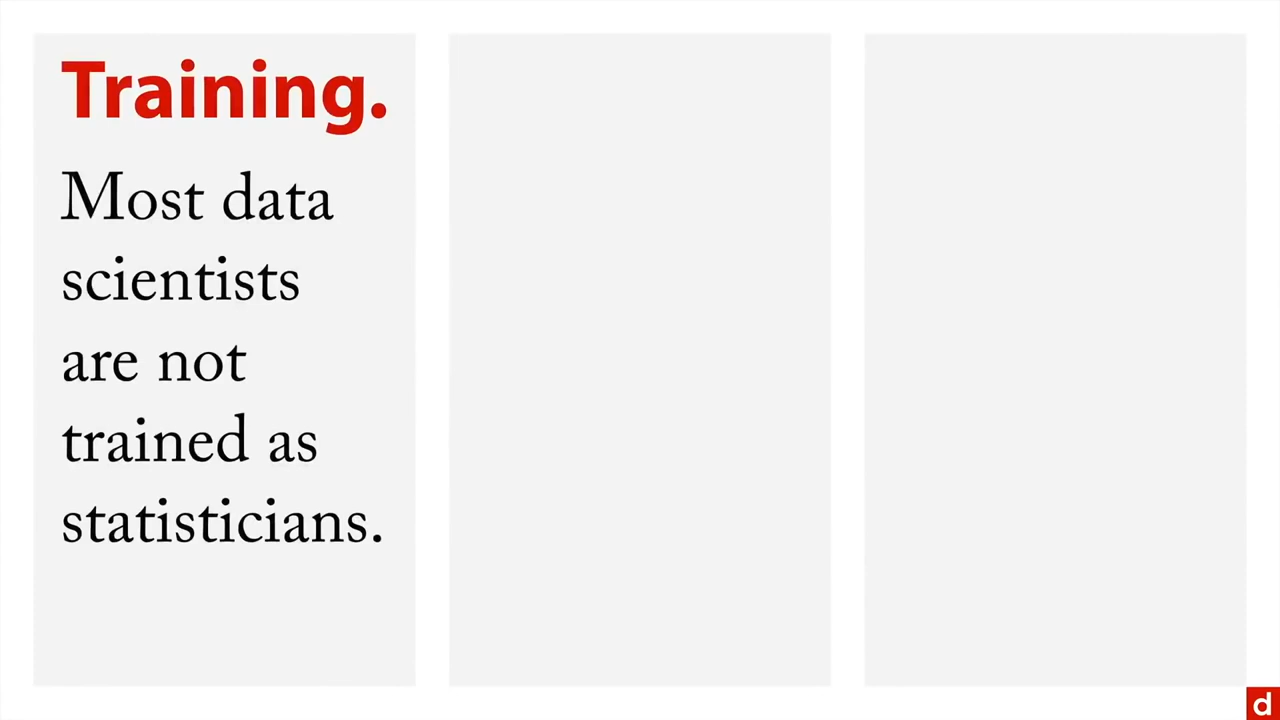 Training.
Most data
scientists
are not
trained as
statisticians.
d